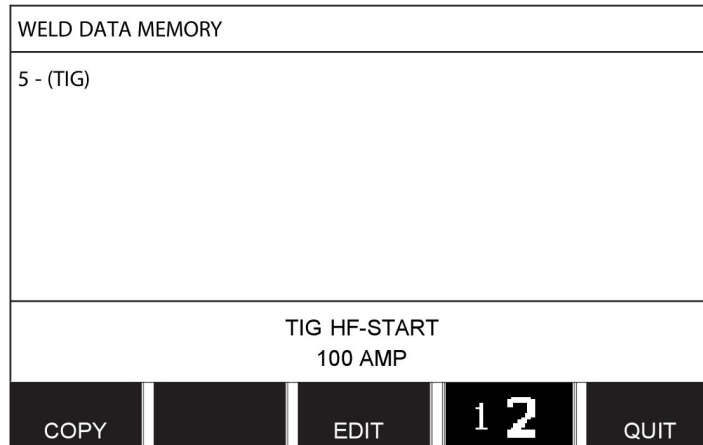 WELD DATA MEMORY
5 - (TIG)
TIG HF-START
100 AMP
COPY EDIT 1 2 QUIT